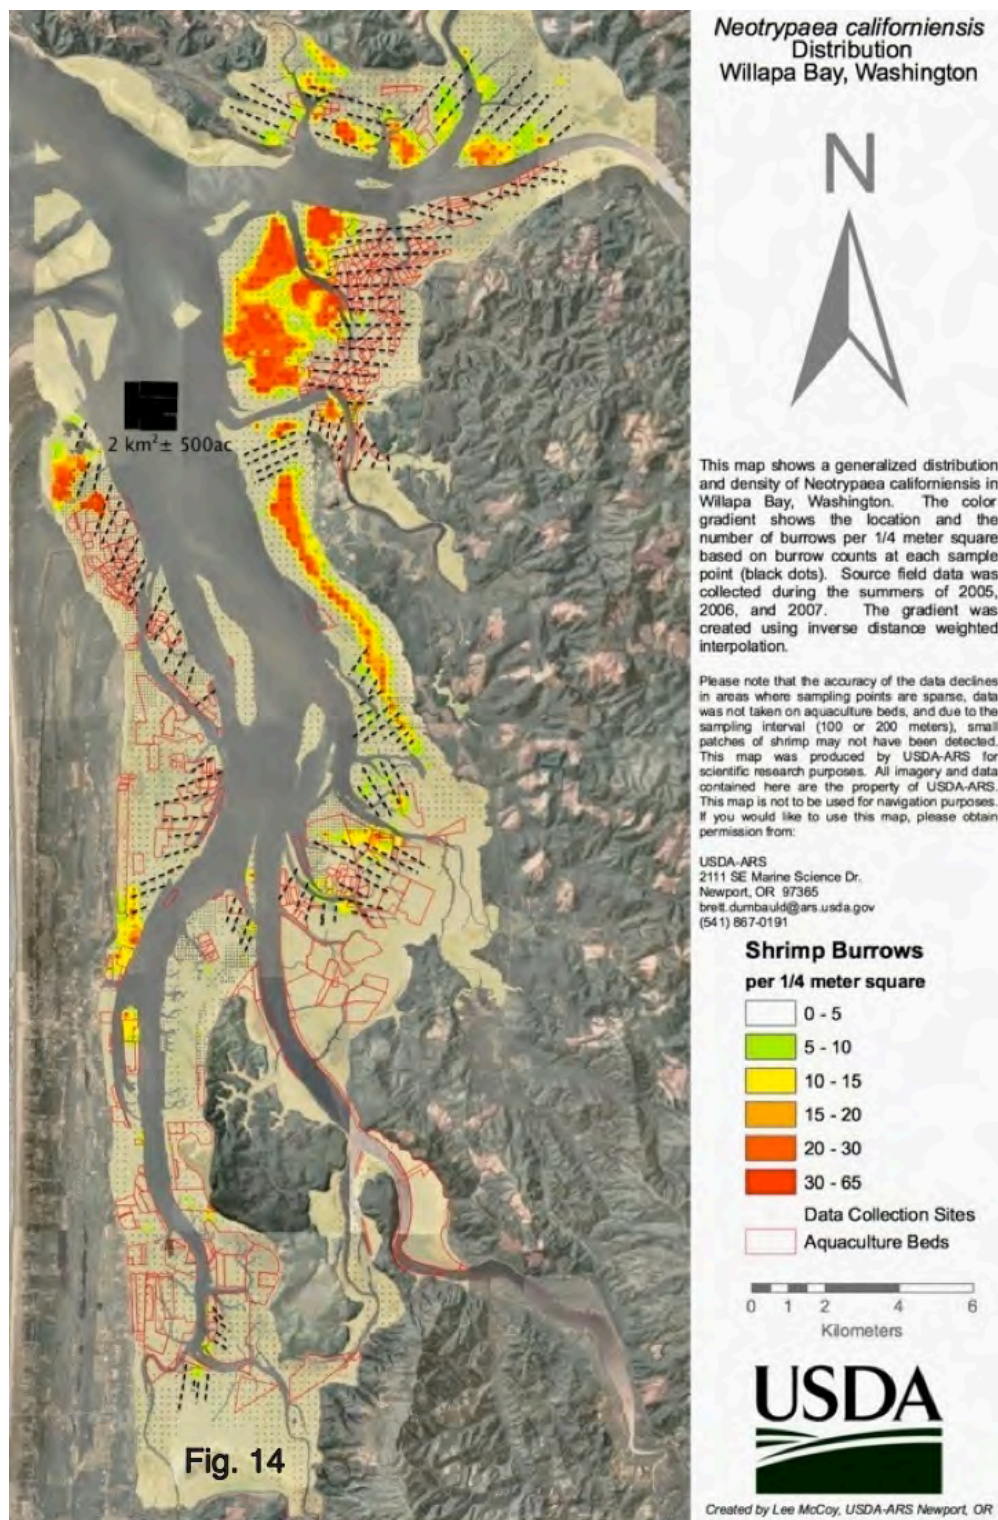 Neotrypaea californiensis
Distribution
Willapa Bay, Washington
N
2 km²± 500ac
This map shows a generalized distribution
and density of Neotrypaea californiensis in
Willapa Bay, Washington. The color
gradient shows the location and the
number of burrows per 1/4 meter square
based on burrow counts at each sample
point (black dots). Source field data was
collected during the summers of 2005,
2006, and 2007. The gradient was
created using inverse distance weighted
interpolation.
Please note that the accuracy of the data declines
in areas where sampling points are sparse, data
was not taken on aquaculture beds, and due to the
sampling interval (100 or 200 meters), small
patches of shrimp may not have been detected.
This map was produced by USDA-ARS for
scientific research purposes. All imagery and data
contained here are the property of USDA-ARS.
This map is not to be used for navigation purposes.
If you would like to use this map, please obtain
permission from:
USDA-ARS
2111 SE Marine Science Dr.
Newport, OR 97365
brett.dumbauld@ars.usda.gov
(541) 867-0191
Shrimp Burrows
per 1/4 meter square
0 - 5
5 - 10
10 - 15
15 - 20
20 - 30
30 - 65
Data Collection Sites
Aquaculture Beds
0 1 2 4 6
Kilometers
USDA
Fig. 14
Created by Lee McCoy, USDA-ARS Newport, OR